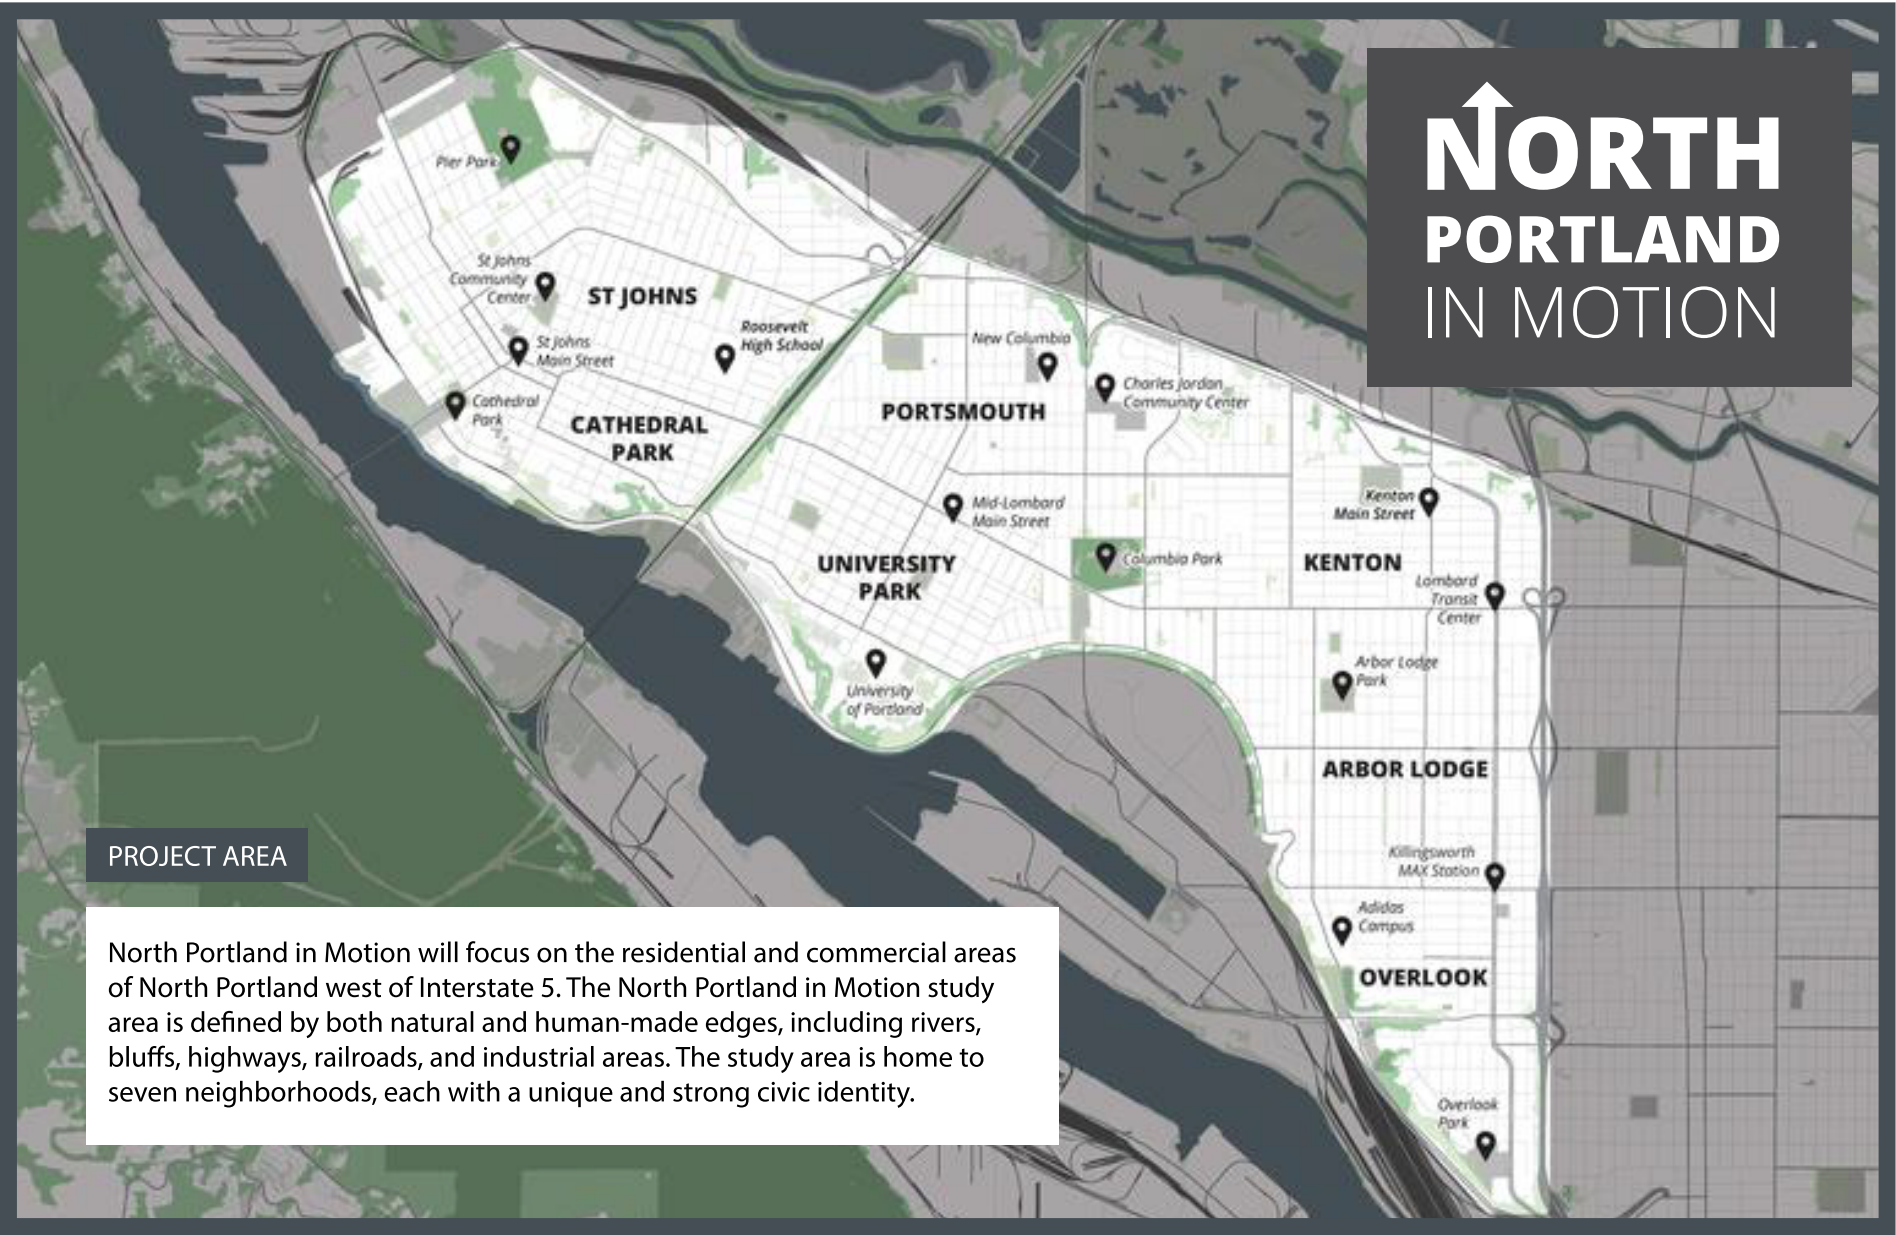 NORTH
PORTLAND
IN MOTION
Pier Park
St Johns
Community
Center
ST JOHNS
Roosevelt
High School
St Johns
Main Street
New Columbia
Charles Jordan
Community Center
Cathedral
Park
CATHEDRAL
PARK
PORTSMOUTH
Mid-Lombard
Main Street
Kenton
Main Street
UNIVERSITY
PARK
Columbia Park
KENTON
Lombard
Transit
Center
University
of Portland
Arbor Lodge
Park
ARBOR LODGE
Killingsworth
MAX Station
Adidas
Campus
OVERLOOK
Overlook
Park
PROJECT AREA
North Portland in Motion will focus on the residential and commercial areas
of North Portland west of Interstate 5. The North Portland in Motion study
area is defined by both natural and human-made edges, including rivers,
bluffs, highways, railroads, and industrial areas. The study area is home to
seven neighborhoods, each with a unique and strong civic identity.